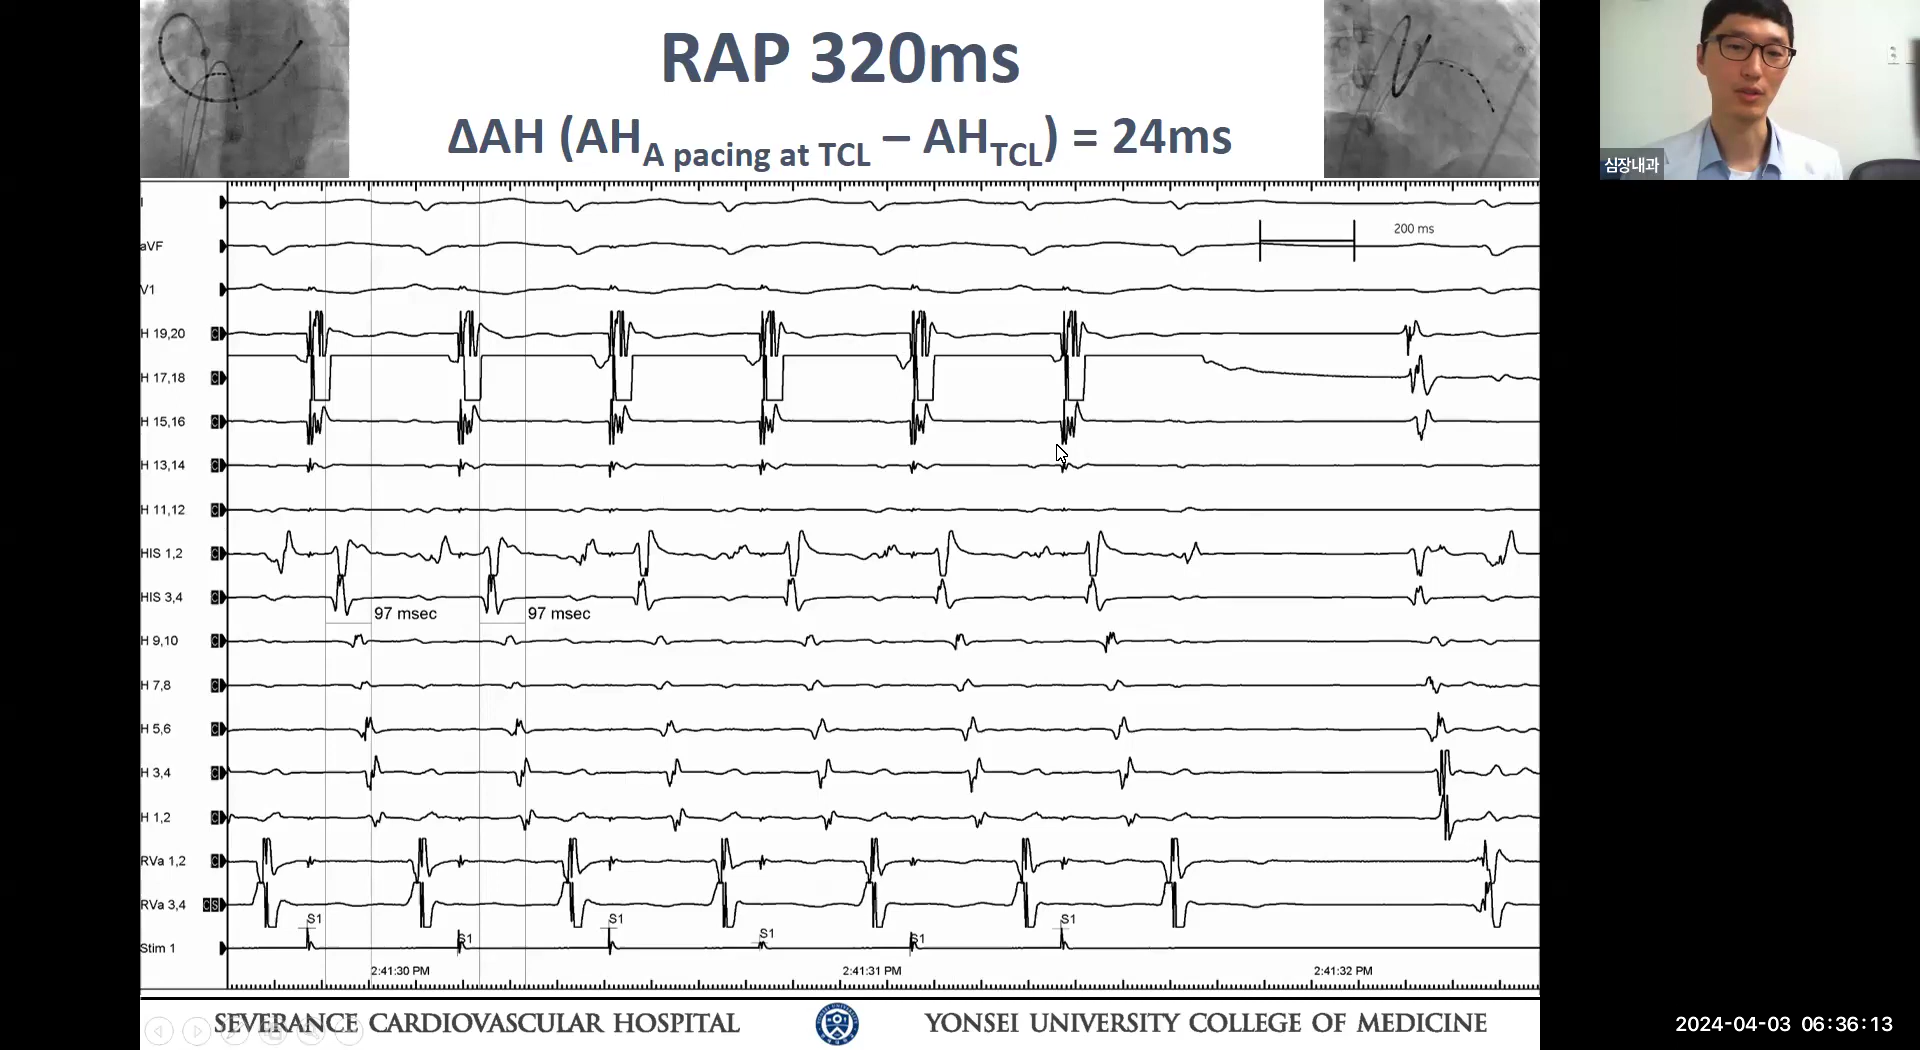 RAP 320ms
ΔAH (AH A pacing at TCL – AH TCL) = 24ms
심장내과
I
aVF
200 ms
V1
H 19,20
H 17,18
H 15,16
H 13,14
H 11,12
HIS 1,2
HIS 3,4
97 msec
97 msec
H 9,10
H 7,8
H 5,6
H 3,4
H 1,2
RVa 1,2
RVa 3,4
S1
S1
S1
S1
S1
S1
Stim 1
2:41:30 PM
2:41:31 PM
2:41:32 PM
SEVERANCE CARDIOVASCULAR HOSPITAL
YONSEI UNIVERSITY COLLEGE OF MEDICINE
2024-04-03 06:36:13